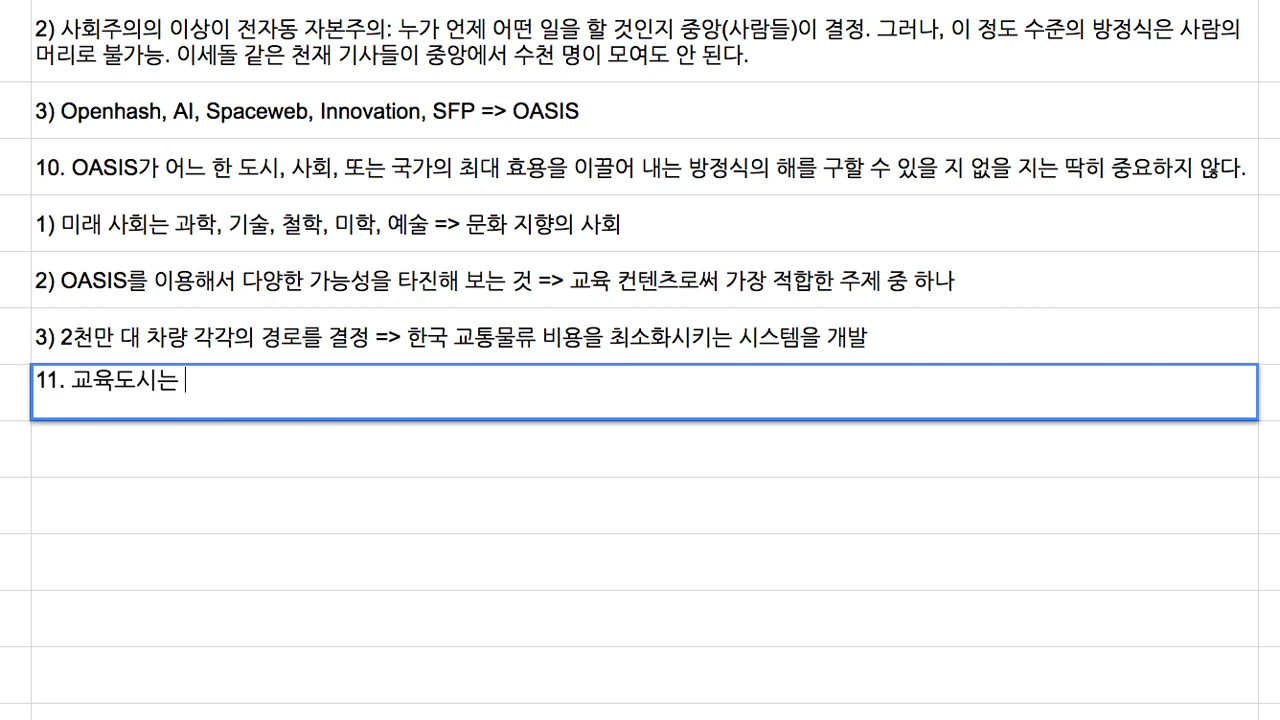 2) 사회주의의 이상이 전자동 자본주의: 누가 언제 어떤 일을 할 것인지 중앙(사람들)이 결정. 그러나, 이 정도 수준의 방정식은 사람의
머리로 불가능. 이세돌 같은 천재 기사들이 중앙에서 수천 명이 모여도 안 된다.
3) Openhash, AI, Spaceweb, Innovation, SFP => OASIS
10. OASIS가 어느 한 도시, 사회, 또는 국가의 최대 효용을 이끌어 내는 방정식의 해를 구할 수 있을 지 없을 지는 딱히 중요하지 않다.
1) 미래 사회는 과학, 기술, 철학, 미학, 예술 => 문화 지향의 사회
2) OASIS를 이용해서 다양한 가능성을 타진해 보는 것 => 교육 컨텐츠로써 가장 적합한 주제 중 하나
3) 2천만 대 차량 각각의 경로를 결정 => 한국 교통물류 비용을 최소화시키는 시스템을 개발
11. 교육도시는